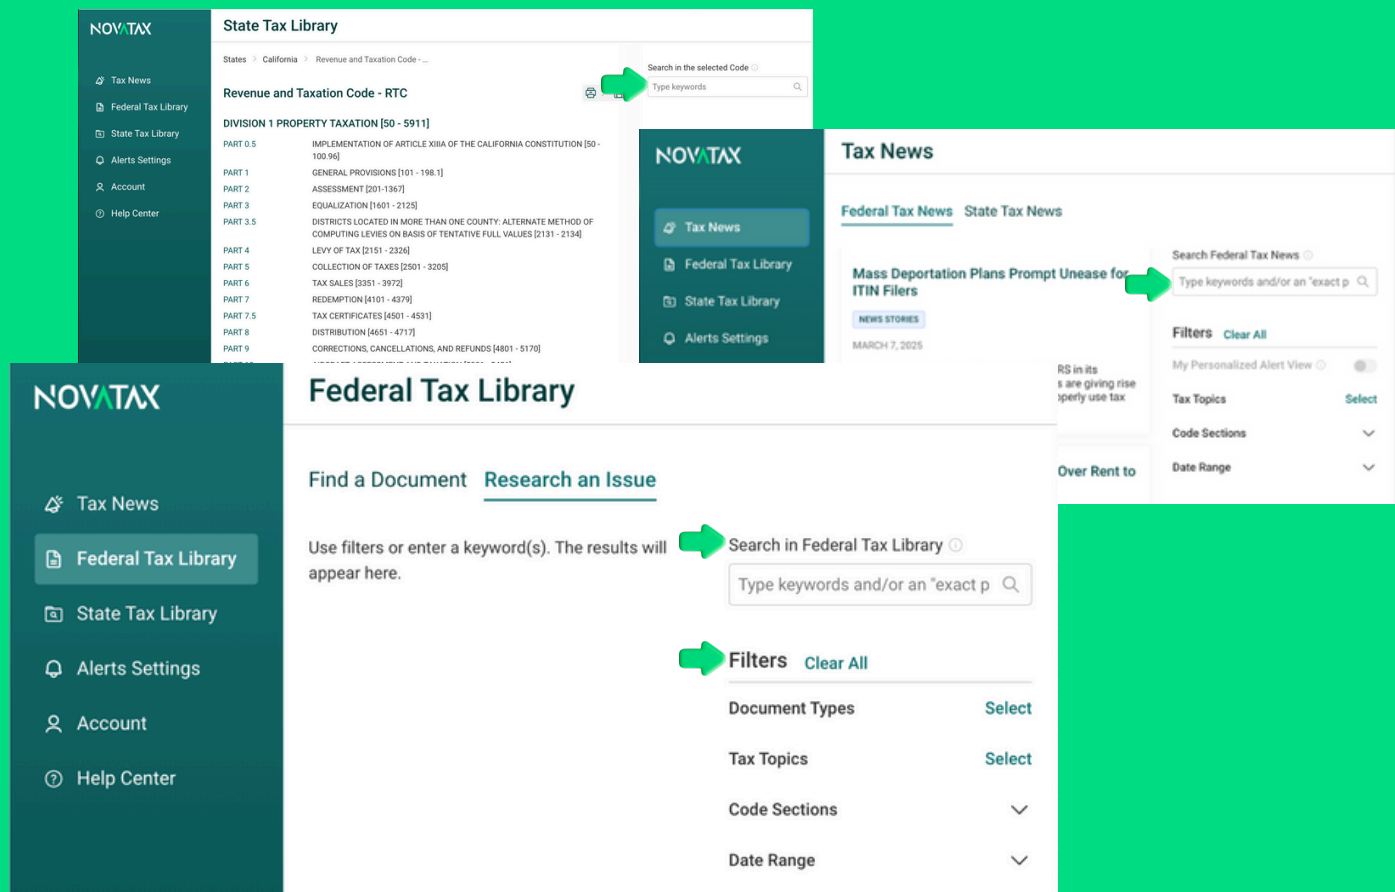 NOVATAX
Tax News
Federal Tax Library
State Tax Library
Alerts Settings
Account
Help Center
State Tax Library
States > California > Revenue and Taxation Code - ...
Revenue and Taxation Code - RTC
DIVISION 1 PROPERTY TAXATION [50 - 5911]
PART 0.5 IMPLEMENTATION OF ARTICLE XIIIA OF THE CALIFORNIA CONSTITUTION [50 -
100.96]
PART 1 GENERAL PROVISIONS [101 - 198.1]
PART 2 ASSESSMENT [201-1367]
PART 3 EQUALIZATION [1601 - 2125]
PART 3.5 DISTRICTS LOCATED IN MORE THAN ONE COUNTY: ALTERNATE METHOD OF
COMPUTING LEVIES ON BASIS OF TENTATIVE FULL VALUES [2131 - 2134]
PART 4 LEVY OF TAX [2151 - 2326]
PART 5 COLLECTION OF TAXES [2501 - 3205]
PART 6 TAX SALES [3351 - 3972]
PART 7 REDEMPTION [4101 - 4379]
PART 7.5 TAX CERTIFICATES [4501 - 4531]
PART 8 DISTRIBUTION [4651 - 4717]
PART 9 CORRECTIONS, CANCELLATIONS, AND REFUNDS [4801 - 5170]
Search in the selected Code
Type keywords
NOVATAX
Tax News
Federal Tax Library
State Tax Library
Alerts Settings
Tax News
Federal Tax News State Tax News
Mass Deportation Plans Prompt Unease for
ITIN Filers
NEWS STORIES
MARCH 7, 2025
RS in its
s are giving rise
operly use tax
Over Rent to
Search Federal Tax News
Type keywords and/or an "exact p
Filters Clear All
My Personalized Alert View
Tax Topics Select
Code Sections
Date Range
NOVATAX
Tax News
Federal Tax Library
State Tax Library
Alerts Settings
Account
Help Center
Federal Tax Library
Find a Document Research an Issue
Use filters or enter a keyword(s). The results will
appear here.
Search in Federal Tax Library
Type keywords and/or an "exact p
Filters Clear All
Document Types Select
Tax Topics Select
Code Sections
Date Range